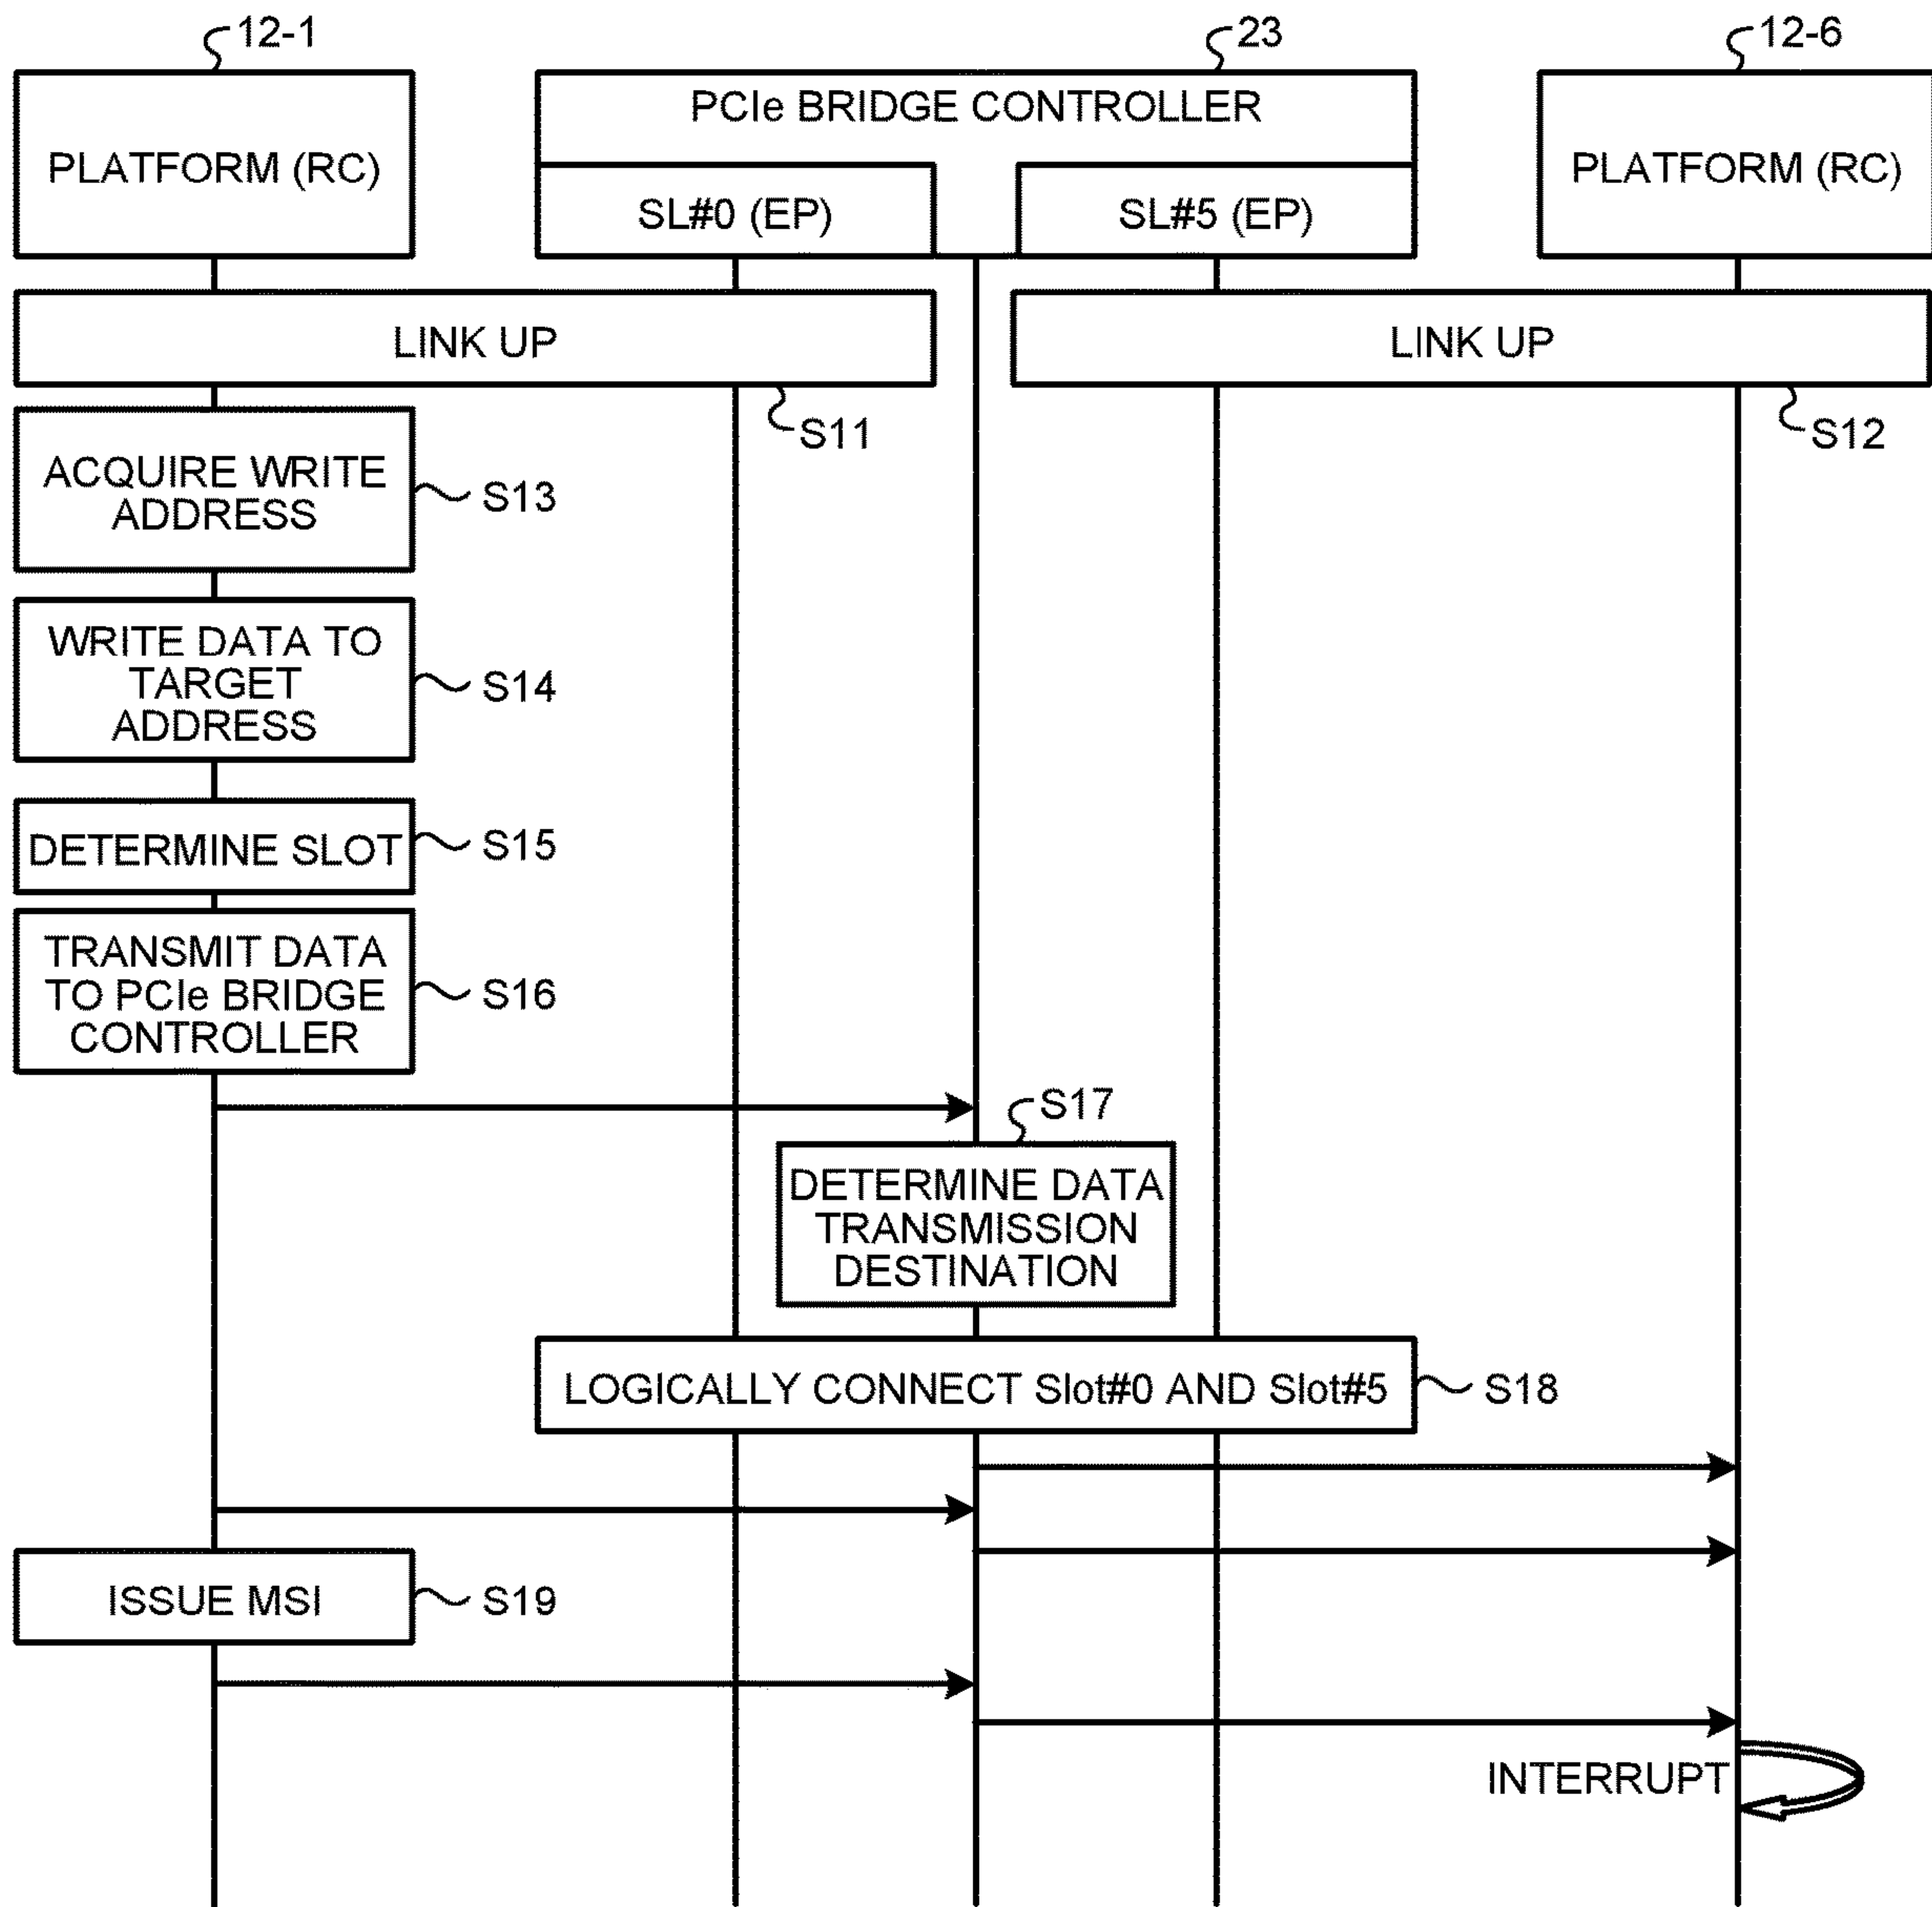 12-1
23
12-6
PLATFORM (RC)
PCIe BRIDGE CONTROLLER
SL#0 (EP)
SL#5 (EP)
PLATFORM (RC)
LINK UP
LINK UP
S11
S12
ACQUIRE WRITE
ADDRESS
S13
WRITE DATA TO
TARGET
ADDRESS
S14
DETERMINE SLOT
S15
TRANSMIT DATA
TO PCIe BRIDGE
CONTROLLER
S16
S17
DETERMINE DATA
TRANSMISSION
DESTINATION
LOGICALLY CONNECT Slot#0 AND Slot#5
S18
ISSUE MSI
S19
INTERRUPT